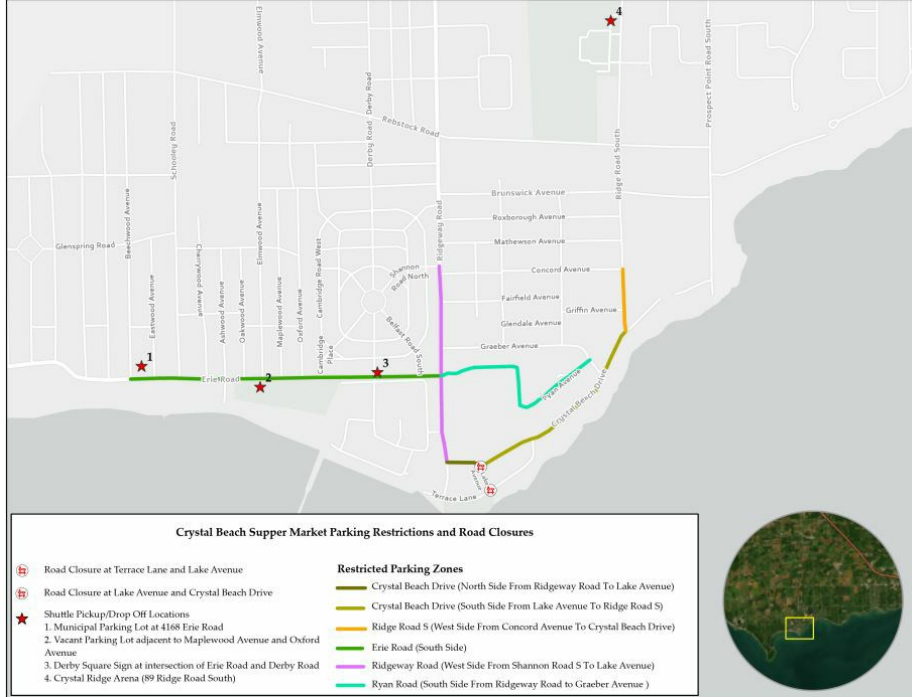 4
Elmwood Avenue
Derby Road
Prospect Point Road South
Rebstock Road
Schooley Road
Derby Road
Ridge Road South
Brunswick Avenue
Beechwood Avenue
Ridgeway Road
Roxborough Avenue
Elmwood Avenue
Mathewson Avenue
Glenspring Road
Cherrywood Avenue
Cambridge Road West
Shannon Road North
Concord Avenue
Eastwood Avenue
Ashwood Avenue
Oakwood Avenue
Maplewood Avenue
Oxford Avenue
Fairfield Avenue
Griffin Avenue
Glendale Avenue
Belfast Road South
Cambridge Place
Graeber Avenue
1
3
2
Erie Road
Ryan Avenue
Crystal Beach Drive
Lake Avenue
Terrace Lane
Crystal Beach Supper Market Parking Restrictions and Road Closures
Road Closure at Terrace Lane and Lake Avenue
Road Closure at Lake Avenue and Crystal Beach Drive
Shuttle Pickup/Drop Off Locations
1. Municipal Parking Lot at 4168 Erie Road
2. Vacant Parking Lot adjacent to Maplewood Avenue and Oxford
Avenue
3. Derby Square Sign at intersection of Erie Road and Derby Road
4. Crystal Ridge Arena (89 Ridge Road South)
Restricted Parking Zones
Crystal Beach Drive (North Side From Ridgeway Road To Lake Avenue)
Crystal Beach Drive (South Side From Lake Avenue To Ridge Road S)
Ridge Road S (West Side From Concord Avenue To Crystal Beach Drive)
Erie Road (South Side)
Ridgeway Road (West Side From Shannon Road S To Lake Avenue)
Ryan Road (South Side From Ridgeway Road to Graeber Avenue )